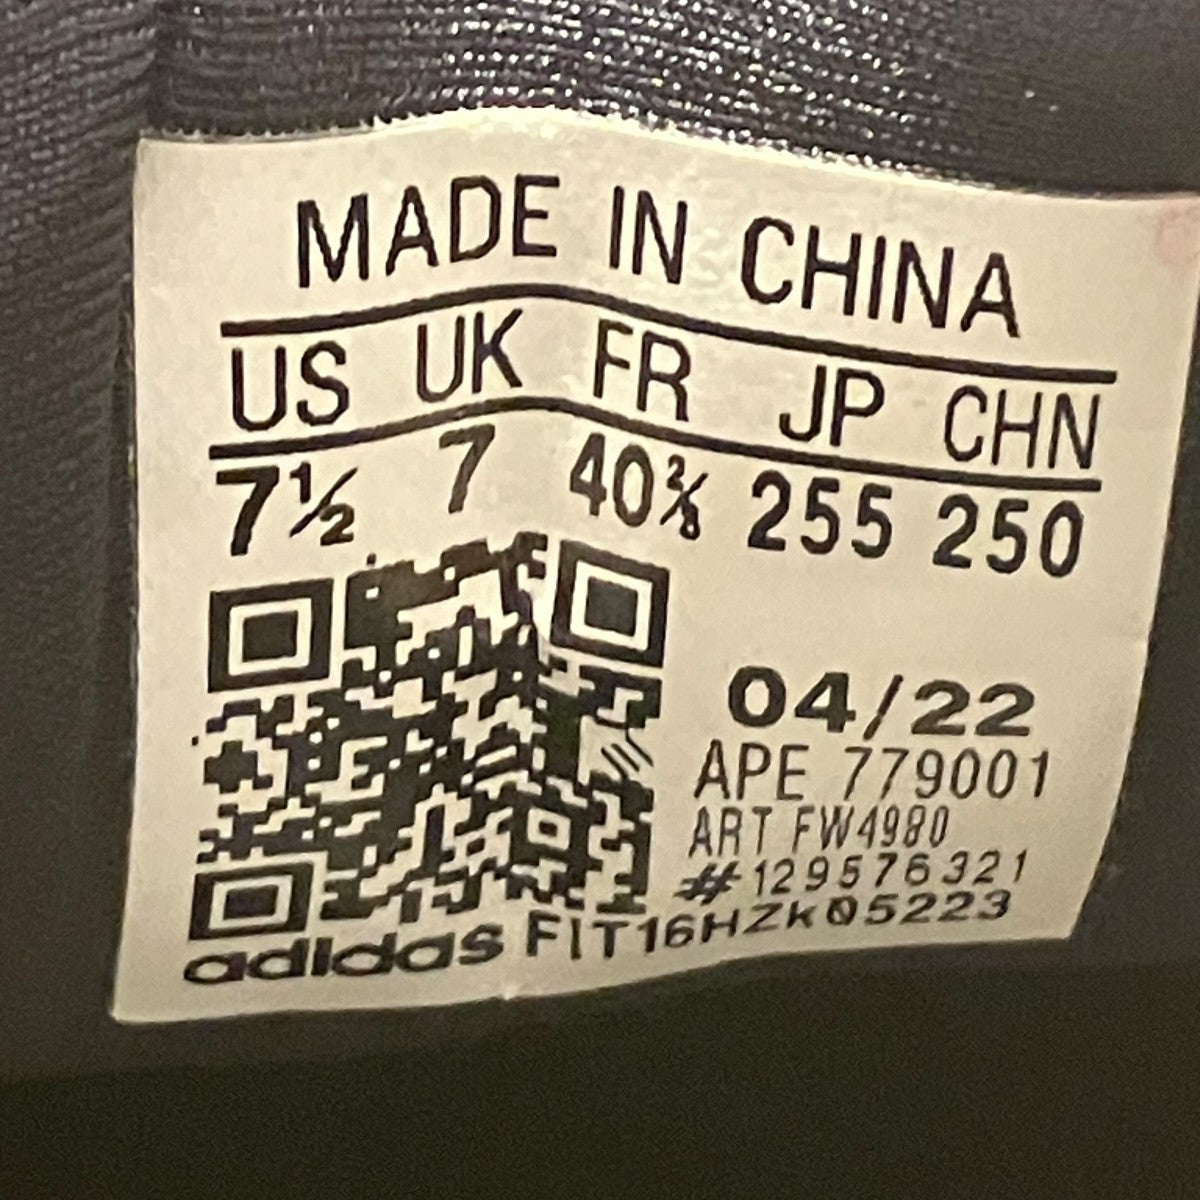 MADE IN CHINA
US UK FR JP CHN
7½ 7 40⅔ 255 250
04/22
APE 779001
ART FW4980
#129576321
adidas FIT16HZk05223